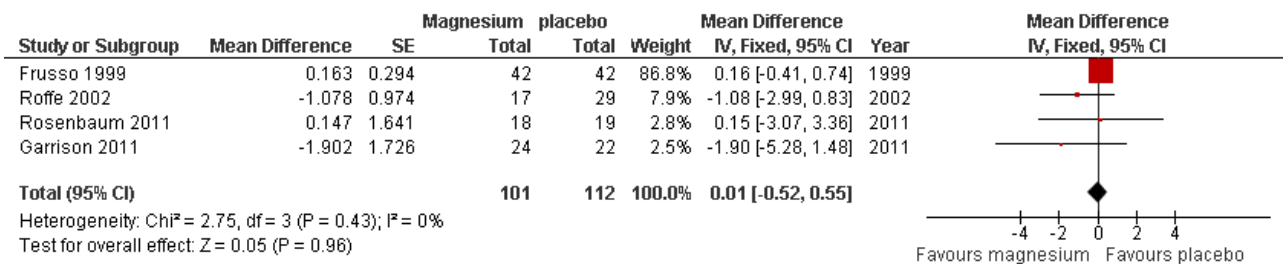 Magnesium placebo Mean Difference Mean Difference
Study or Subgroup Mean Difference SE Total Total Weight IV, Fixed, 95% CI Year IV, Fixed, 95% CI
Frusso 1999 0.163 0.294 42 42 86.8% 0.16 [-0.41, 0.74] 1999
Roffe 2002 -1.078 0.974 17 29 7.9% -1.08 [-2.99, 0.83] 2002
Rosenbaum 2011 0.147 1.641 18 19 2.8% 0.15 [-3.07, 3.36] 2011
Garrison 2011 -1.902 1.726 24 22 2.5% -1.90 [-5.28, 1.48] 2011
Total (95% CI) 101 112 100.0% 0.01 [-0.52, 0.55]
Heterogeneity: Chi² = 2.75, df = 3 (P = 0.43); I² = 0%
Test for overall effect: Z = 0.05 (P = 0.96)
-4 -2 0 2 4
Favours magnesium Favours placebo